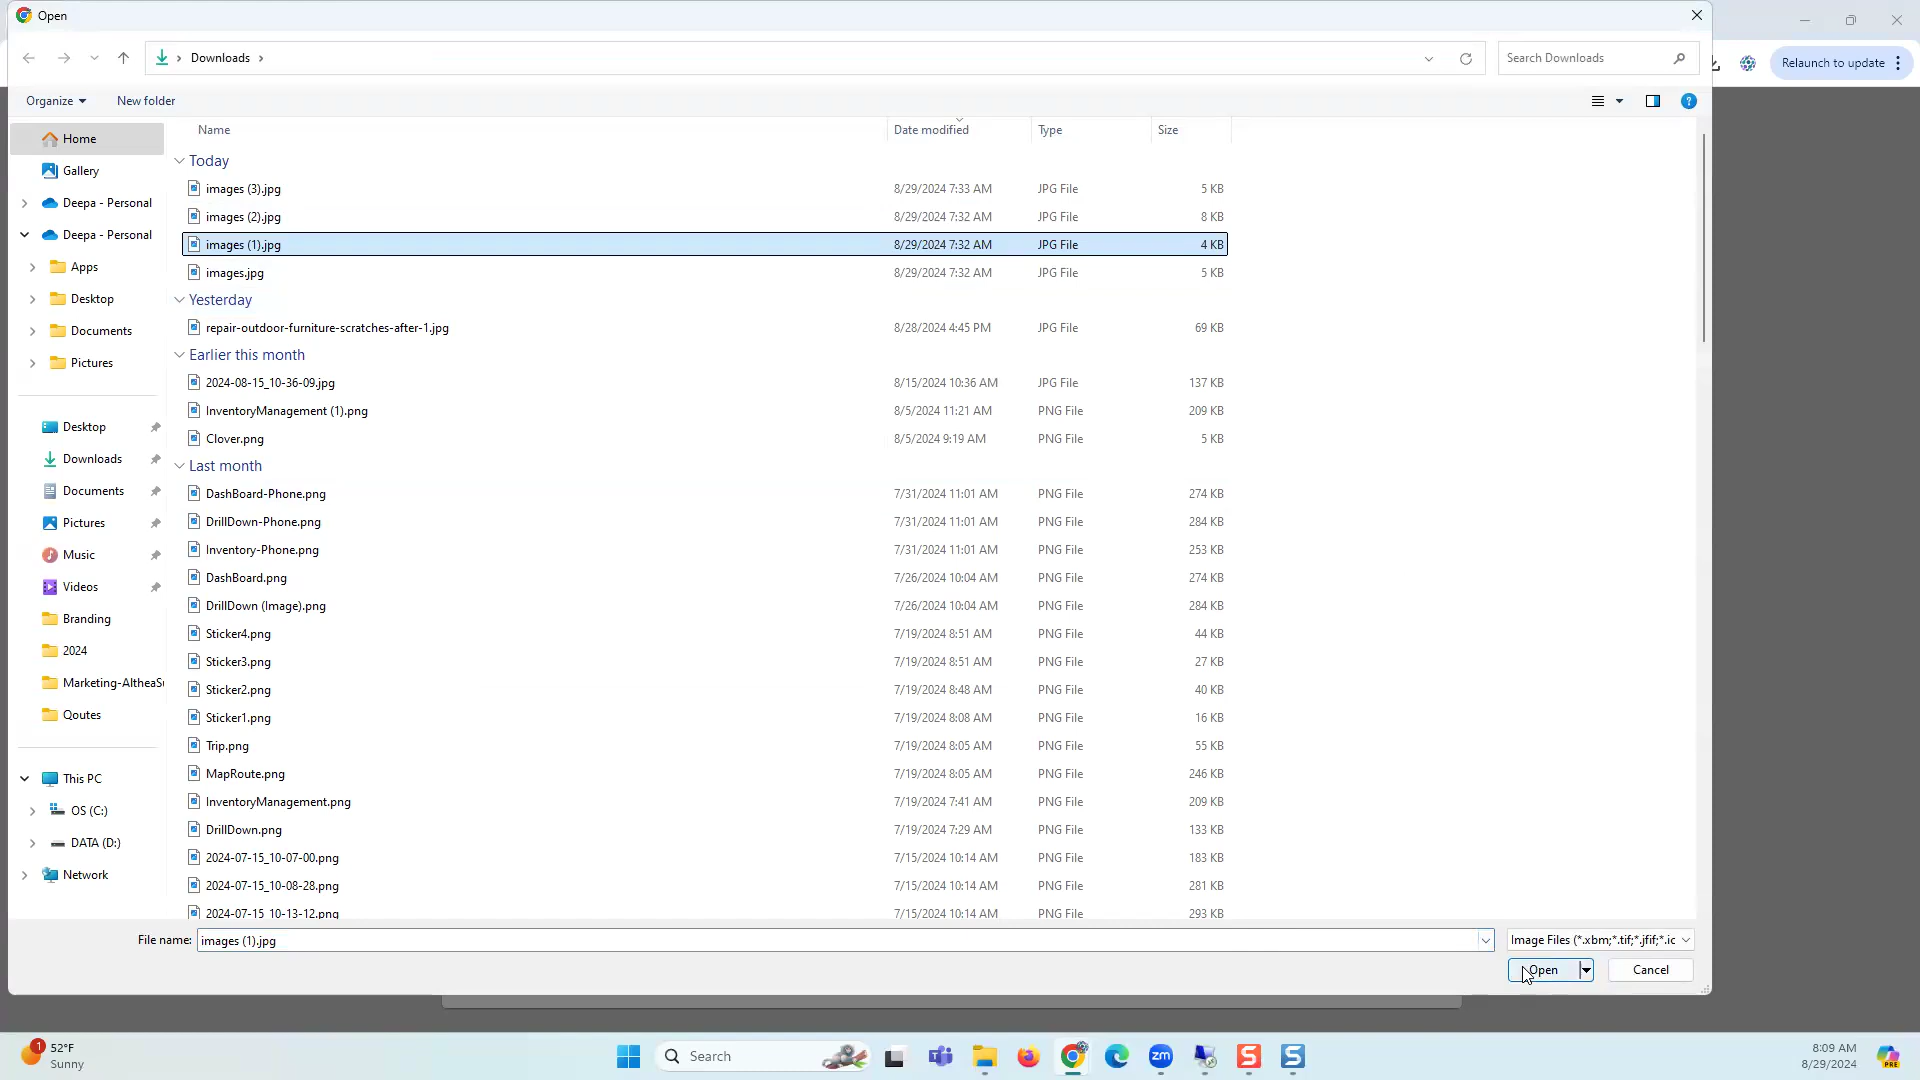 Open
Downloads
Search Downloads
Relaunch to update
Organize
New folder
Name
Date modified
Type
Size
Home
Gallery
Deepa - Personal
Deepa - Personal
Apps
Desktop
Documents
Pictures
Desktop
Downloads
Documents
Pictures
Music
Videos
Branding
2024
Marketing-AltheaS
Qoutes
This PC
OS (C:)
DATA (D:)
Network
Today
images (3).jpg 8/29/2024 7:33 AM JPG File 5 KB
images (2).jpg 8/29/2024 7:32 AM JPG File 8 KB
images (1).jpg 8/29/2024 7:32 AM JPG File 4 KB
images.jpg 8/29/2024 7:32 AM JPG File 5 KB
Yesterday
repair-outdoor-furniture-scratches-after-1.jpg 8/28/2024 4:45 PM JPG File 69 KB
Earlier this month
2024-08-15_10-36-09.jpg 8/15/2024 10:36 AM JPG File 137 KB
InventoryManagement (1).png 8/5/2024 11:21 AM PNG File 209 KB
Clover.png 8/5/2024 9:19 AM PNG File 5 KB
Last month
DashBoard-Phone.png 7/31/2024 11:01 AM PNG File 274 KB
DrillDown-Phone.png 7/31/2024 11:01 AM PNG File 284 KB
Inventory-Phone.png 7/31/2024 11:01 AM PNG File 253 KB
DashBoard.png 7/26/2024 10:04 AM PNG File 274 KB
DrillDown (Image).png 7/26/2024 10:04 AM PNG File 284 KB
Sticker4.png 7/19/2024 8:51 AM PNG File 44 KB
Sticker3.png 7/19/2024 8:51 AM PNG File 27 KB
Sticker2.png 7/19/2024 8:48 AM PNG File 40 KB
Sticker1.png 7/19/2024 8:08 AM PNG File 16 KB
Trip.png 7/19/2024 8:05 AM PNG File 55 KB
MapRoute.png 7/19/2024 8:05 AM PNG File 246 KB
InventoryManagement.png 7/19/2024 7:41 AM PNG File 209 KB
DrillDown.png 7/19/2024 7:29 AM PNG File 133 KB
2024-07-15_10-07-00.png 7/15/2024 10:14 AM PNG File 183 KB
2024-07-15_10-08-28.png 7/15/2024 10:14 AM PNG File 281 KB
2024-07-15 10-13-12.png 7/15/2024 10:14 AM PNG File 293 KB
File name: images (1).jpg
Image Files (*.xbm;*.tif;*.jfif;*.ic
Open
Cancel
1
52°F
Sunny
Search
zm
S
S
8:09 AM
8/29/2024
PRE